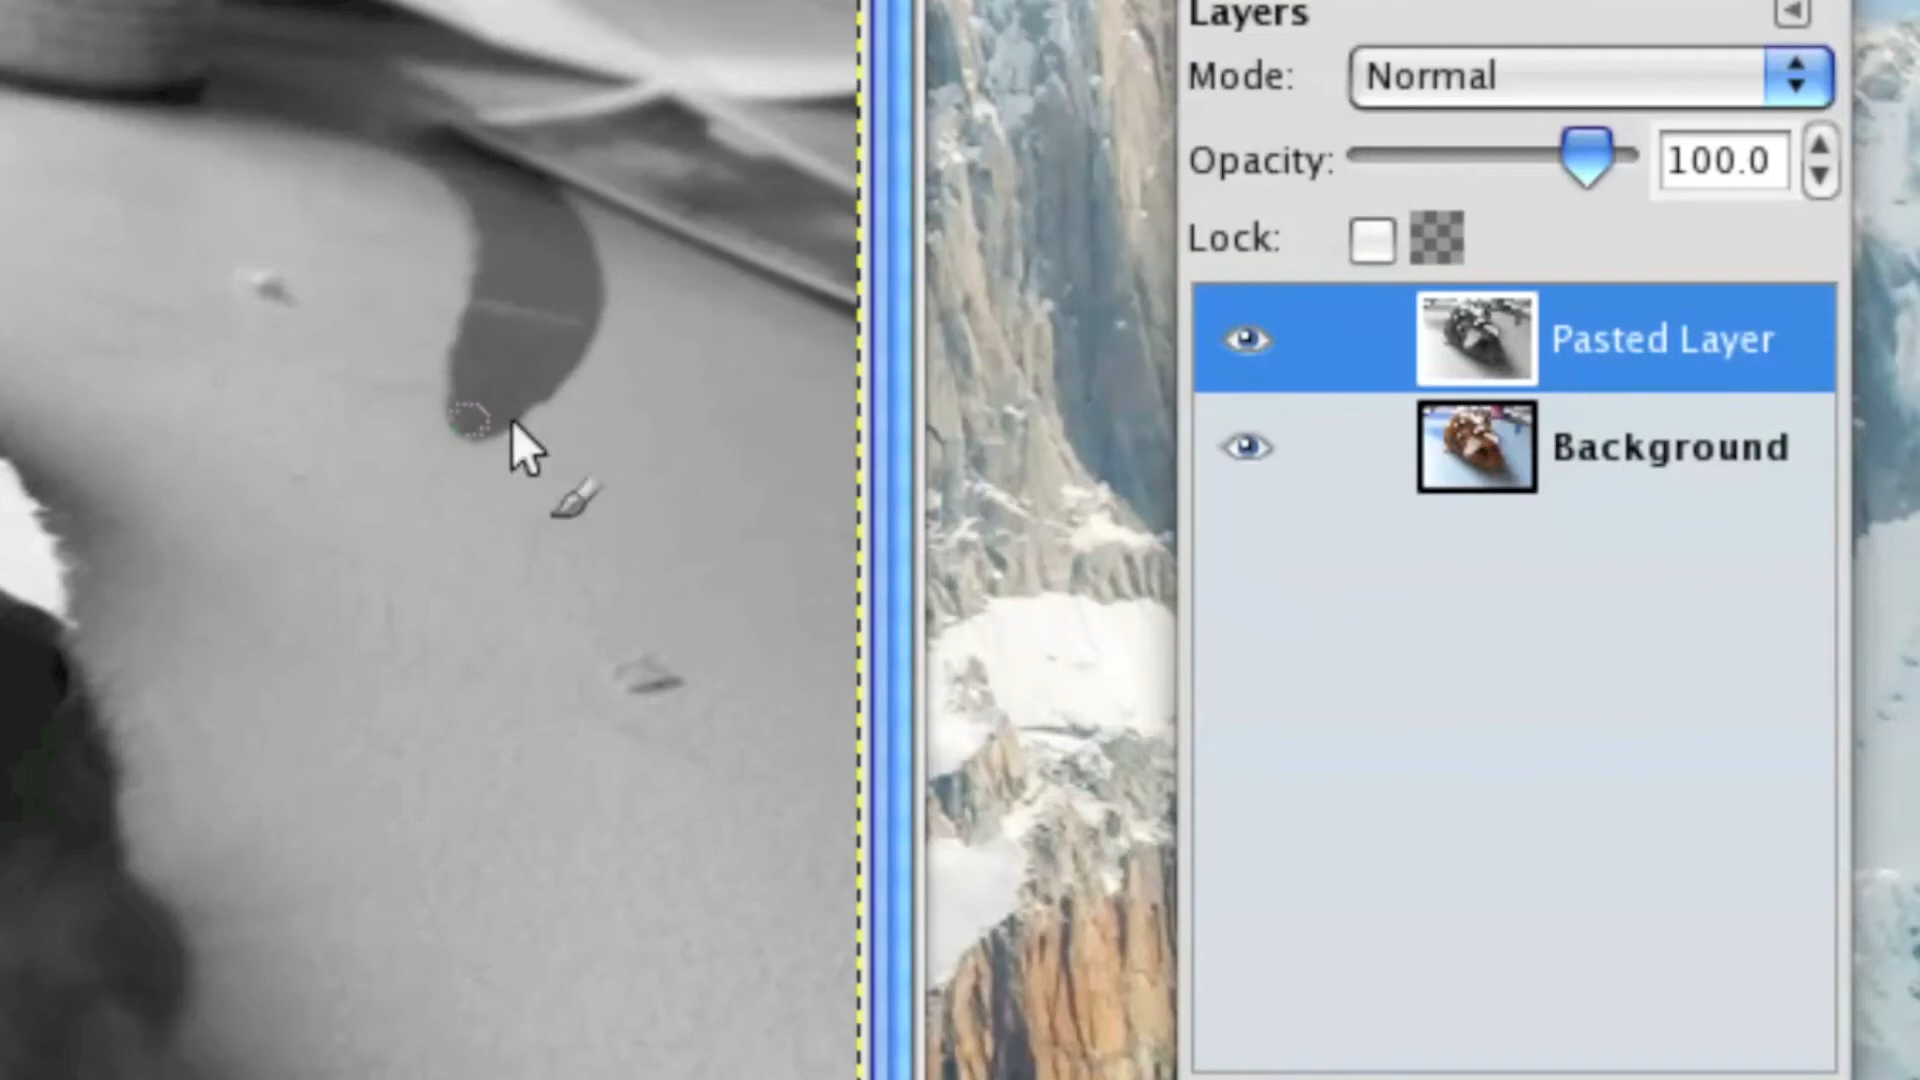 Layers
Mode: Normal
Opacity: 100.0
Lock:
Pasted Layer
Background